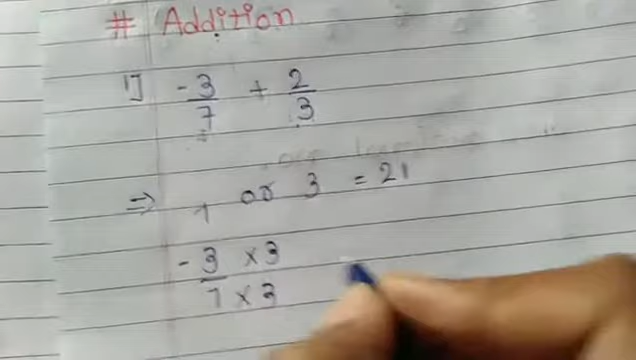 # Addition
1] -3/7 + 2/3
⇒ 7 or 3 = 21
-3 × 3 / 7 × 3